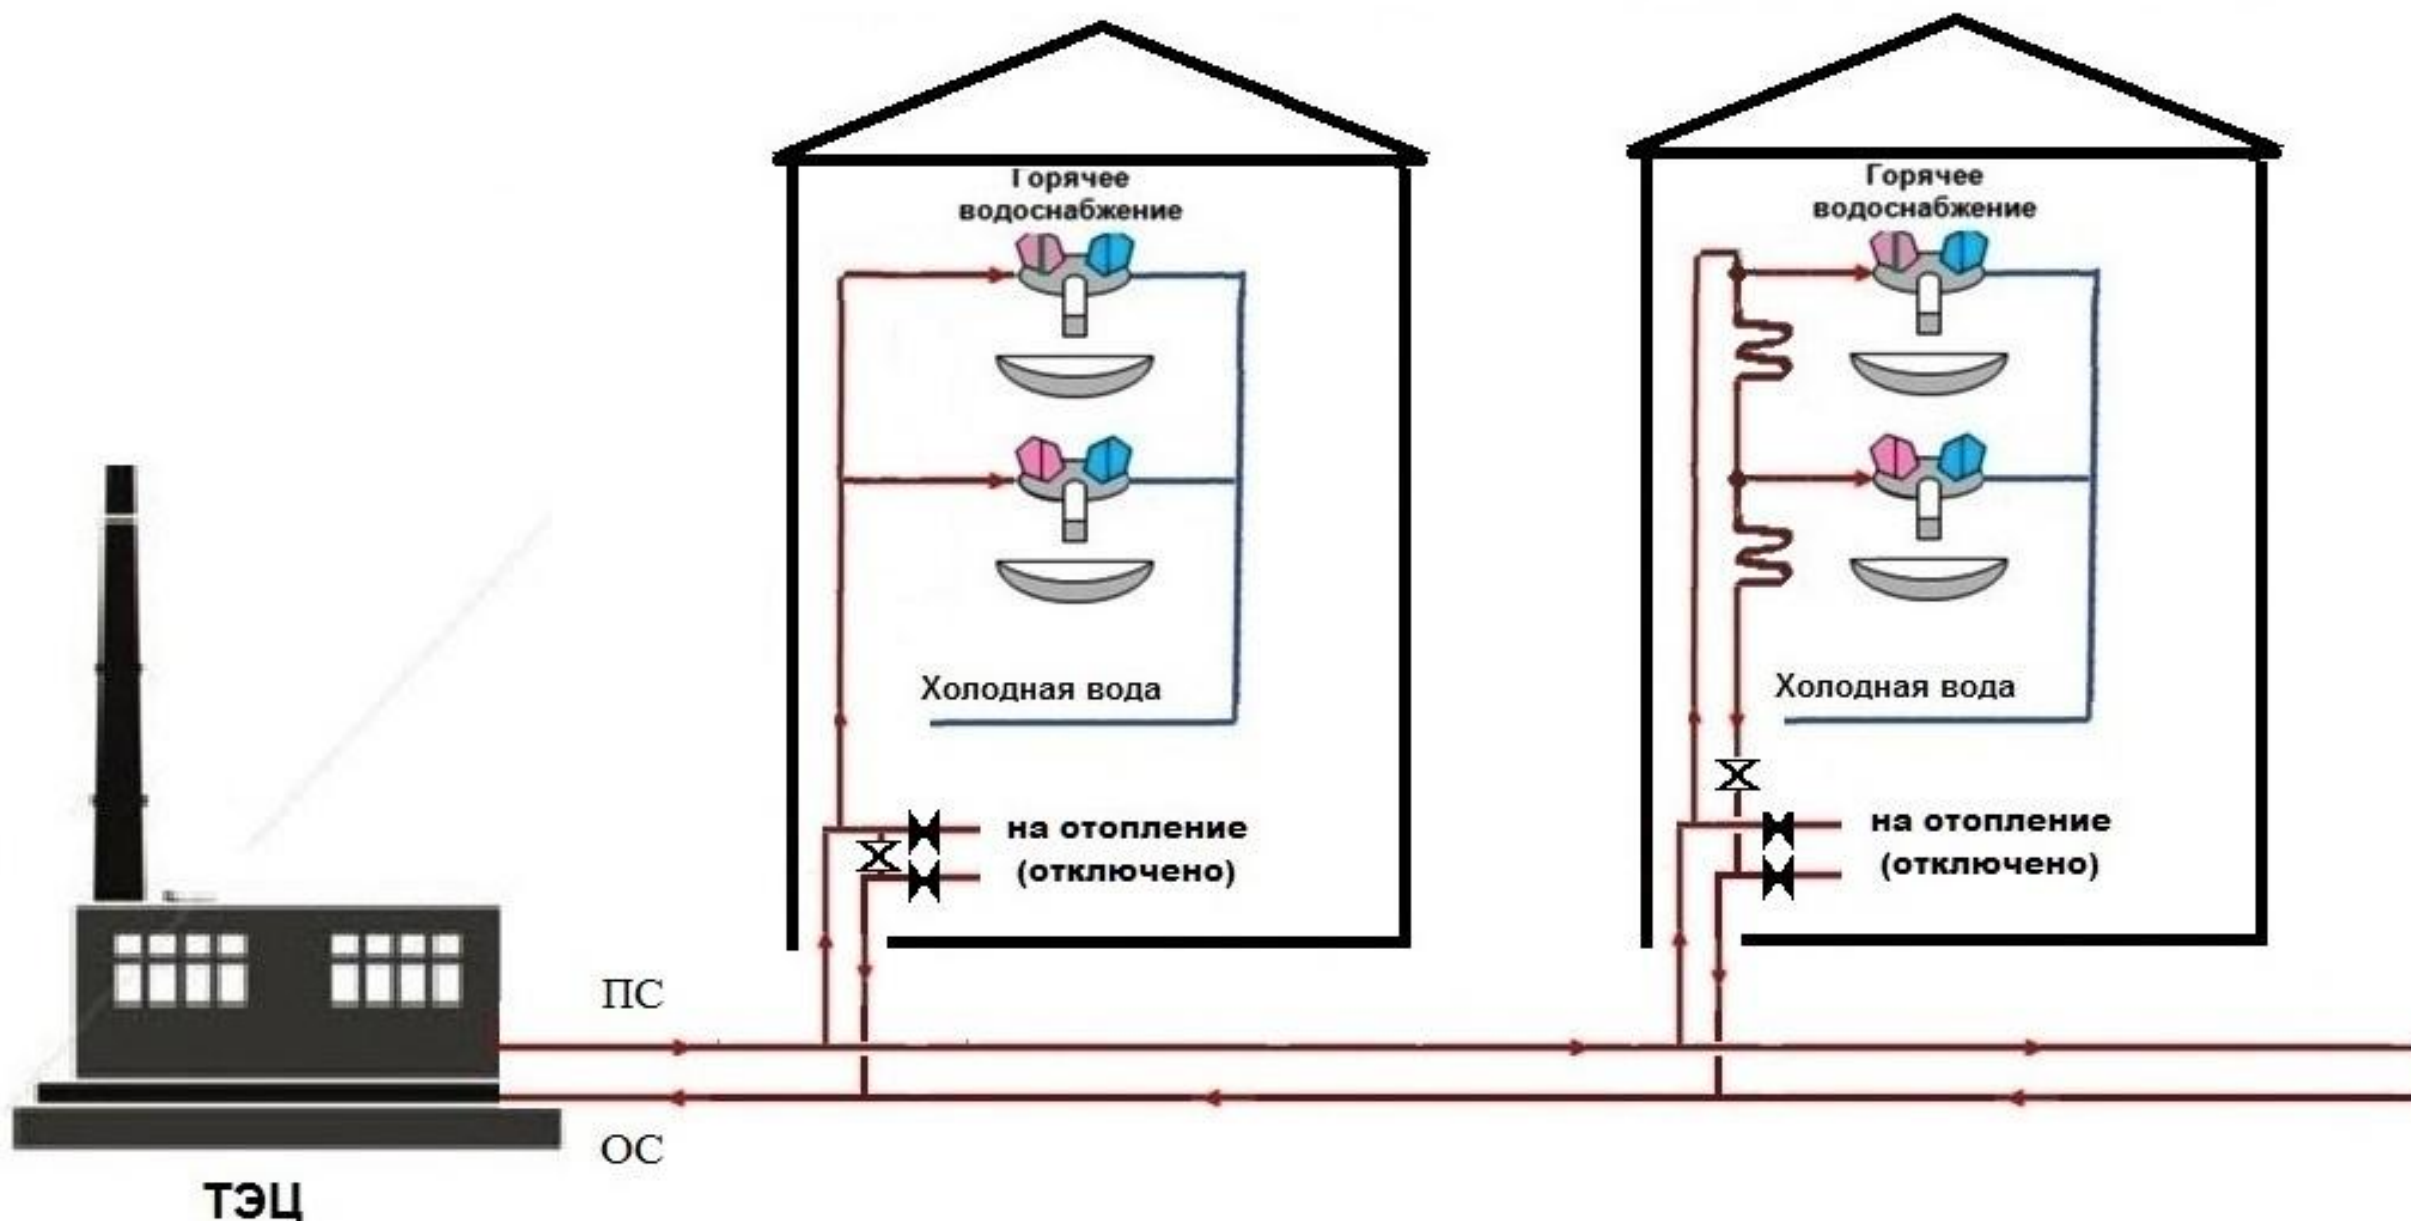 Горячее
водоснабжение
Холодная вода
на отопление
(отключено)
Горячее
водоснабжение
Холодная вода
на отопление
(отключено)
ПС
ОС
ТЭЦ